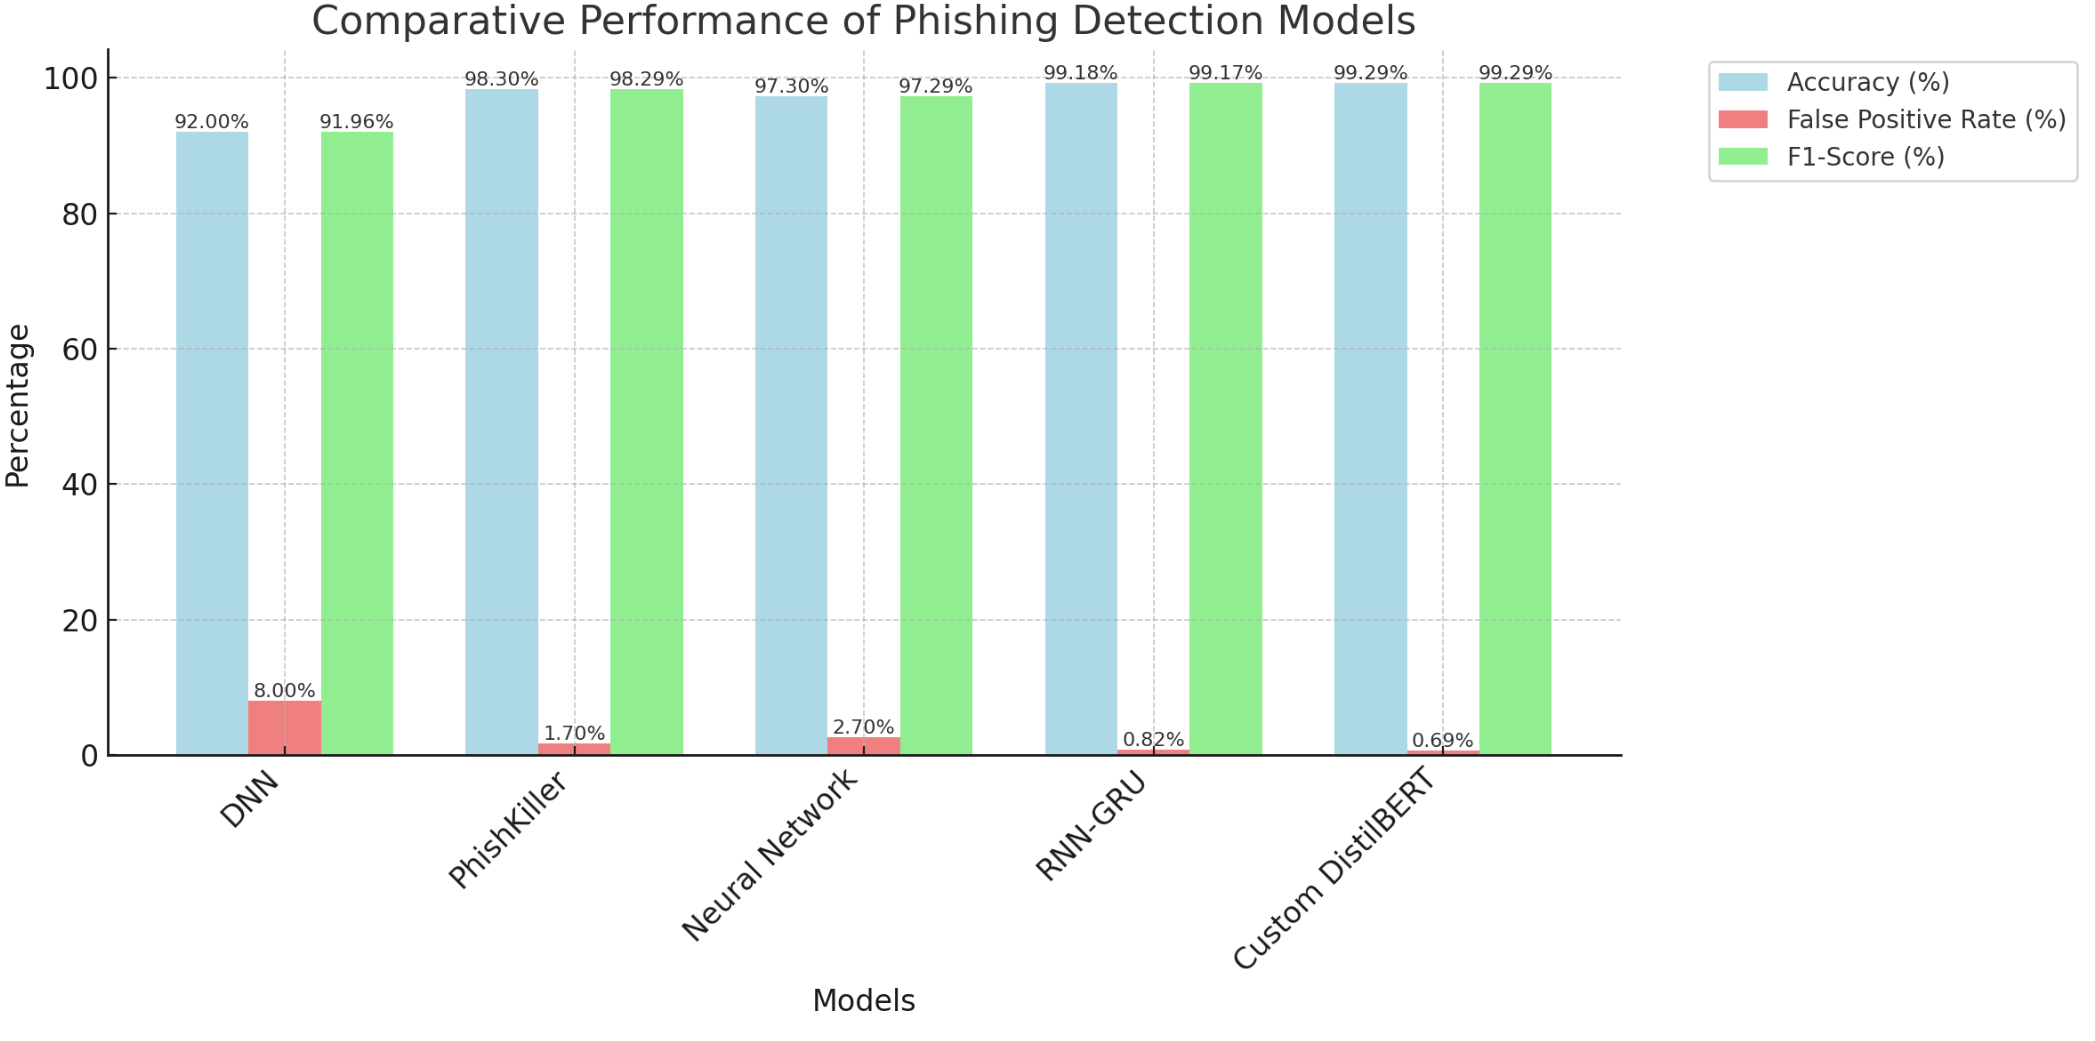 Comparative Performance of Phishing Detection Models
Accuracy (%)
False Positive Rate (%)
F1-Score (%)
Percentage
100
80
60
40
20
0
92.00%
8.00%
91.96%
98.30%
1.70%
98.29%
97.30%
2.70%
97.29%
99.18%
0.82%
99.17%
99.29%
0.69%
99.29%
DNN
PhishKiller
Neural Network
RNN-GRU
Custom DistilBERT
Models